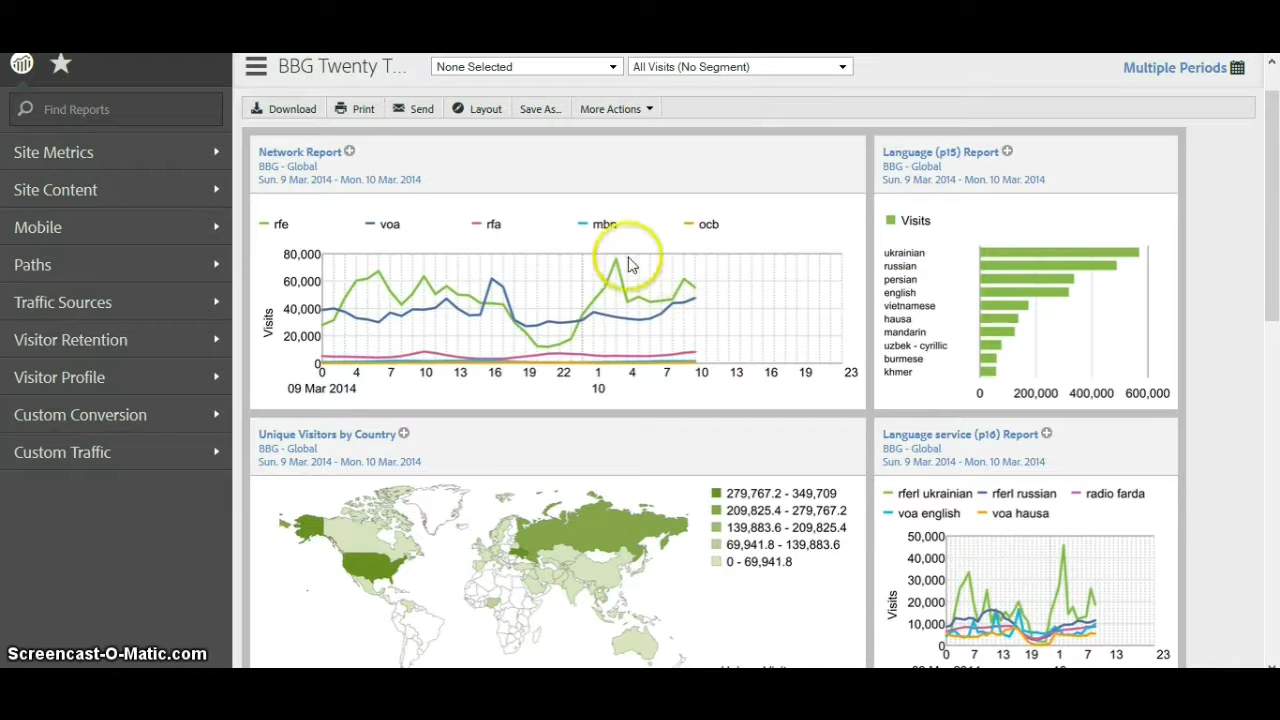 BBG Twenty T...
None Selected
All Visits (No Segment)
Multiple Periods
Find Reports
Download
Print
Send
Layout
Save As...
More Actions
Site Metrics
Site Content
Mobile
Paths
Traffic Sources
Visitor Retention
Visitor Profile
Custom Conversion
Custom Traffic
Network Report
BBG - Global
Sun. 9 Mar. 2014 - Mon. 10 Mar. 2014
rfe voa rfa mbn ocb
80,000
60,000
40,000
20,000
0
Visits
0 4 7 10 13 16 19 22 1 4 7 10 13 16 19 23
09 Mar 2014 10
Language (p15) Report
BBG - Global
Sun. 9 Mar. 2014 - Mon. 10 Mar. 2014
Visits
ukrainian
russian
persian
english
vietnamese
hausa
mandarin
uzbek - cyrillic
burmese
khmer
0 200,000 400,000 600,000
Unique Visitors by Country
BBG - Global
Sun. 9 Mar. 2014 - Mon. 10 Mar. 2014
279,767.2 - 349,709
209,825.4 - 279,767.2
139,883.6 - 209,825.4
69,941.8 - 139,883.6
0 - 69,941.8
Language service (p16) Report
BBG - Global
Sun. 9 Mar. 2014 - Mon. 10 Mar. 2014
rferl ukrainian rferl russian radio farda
voa english voa hausa
50,000
40,000
30,000
20,000
10,000
0
Visits
0 7 13 19 1 7 13 23
Screencast-O-Matic.com